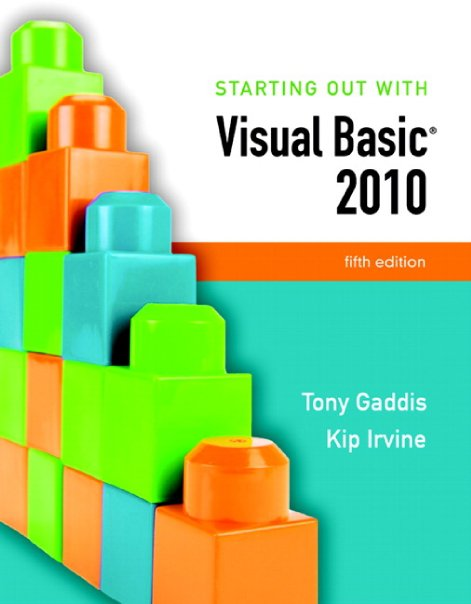 STARTING OUT WITH
Visual Basic®
2010
fifth edition
Tony Gaddis
Kip Irvine